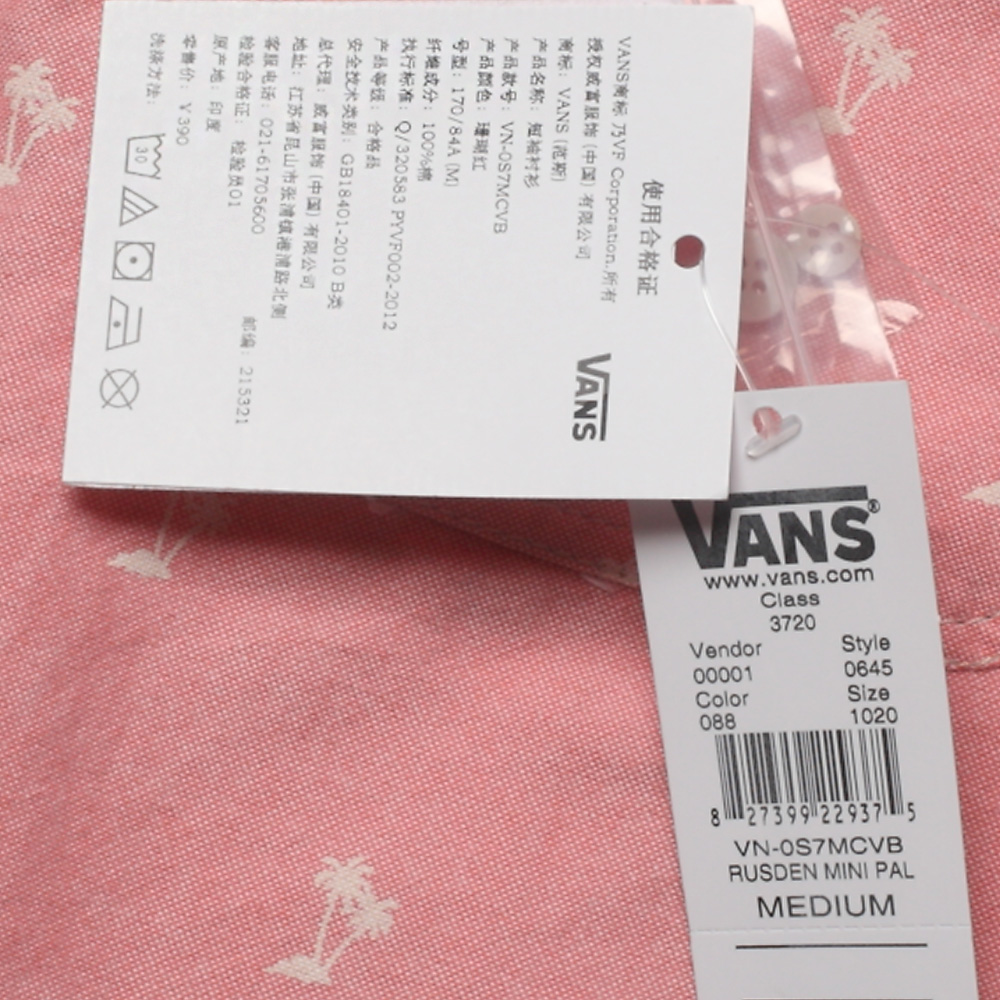 使用合格证
VANS
VANS商标 乃VF Corporation.所有
授权威富服饰（中国）有限公司
商标：VANS (范斯)
产品名称：短袖衬衫
产品款号：VN-0S7MCVB
产品颜色：珊瑚红
号型：170/84A (M)
纤维成分：100%棉
执行标准：Q/320583 PYVF002-2012
产品等级：合格品
安全技术类别：GB18401-2010 B类
总代理：威富服饰（中国）有限公司
地址：江苏省昆山市张浦镇港浦路北侧
客服电话：021-61705600 邮编：215321
检验合格证：检验员01
原产地：印度
零售价：￥390
洗涤方法：
30
VANS®
www.vans.com
Class
3720
Vendor Style
00001 0645
Color Size
088 1020
8 27399 22937 5
VN-0S7MCVB
RUSDEN MINI PAL
MEDIUM